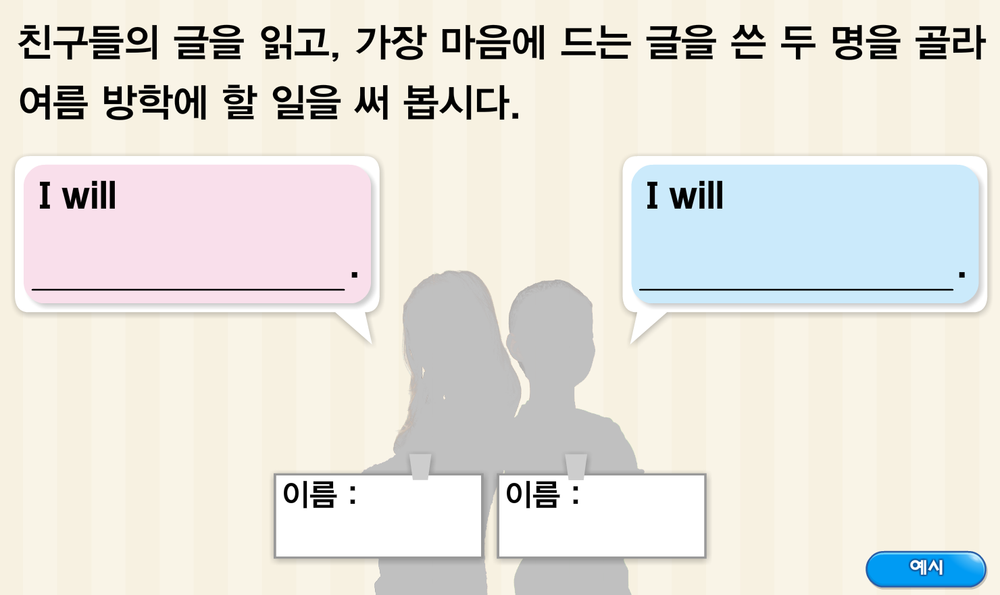 친구들의 글을 읽고, 가장 마음에 드는 글을 쓴 두 명을 골라
여름 방학에 할 일을 써 봅시다.
I will
.
I will
.
이름 :
이름 :
예시